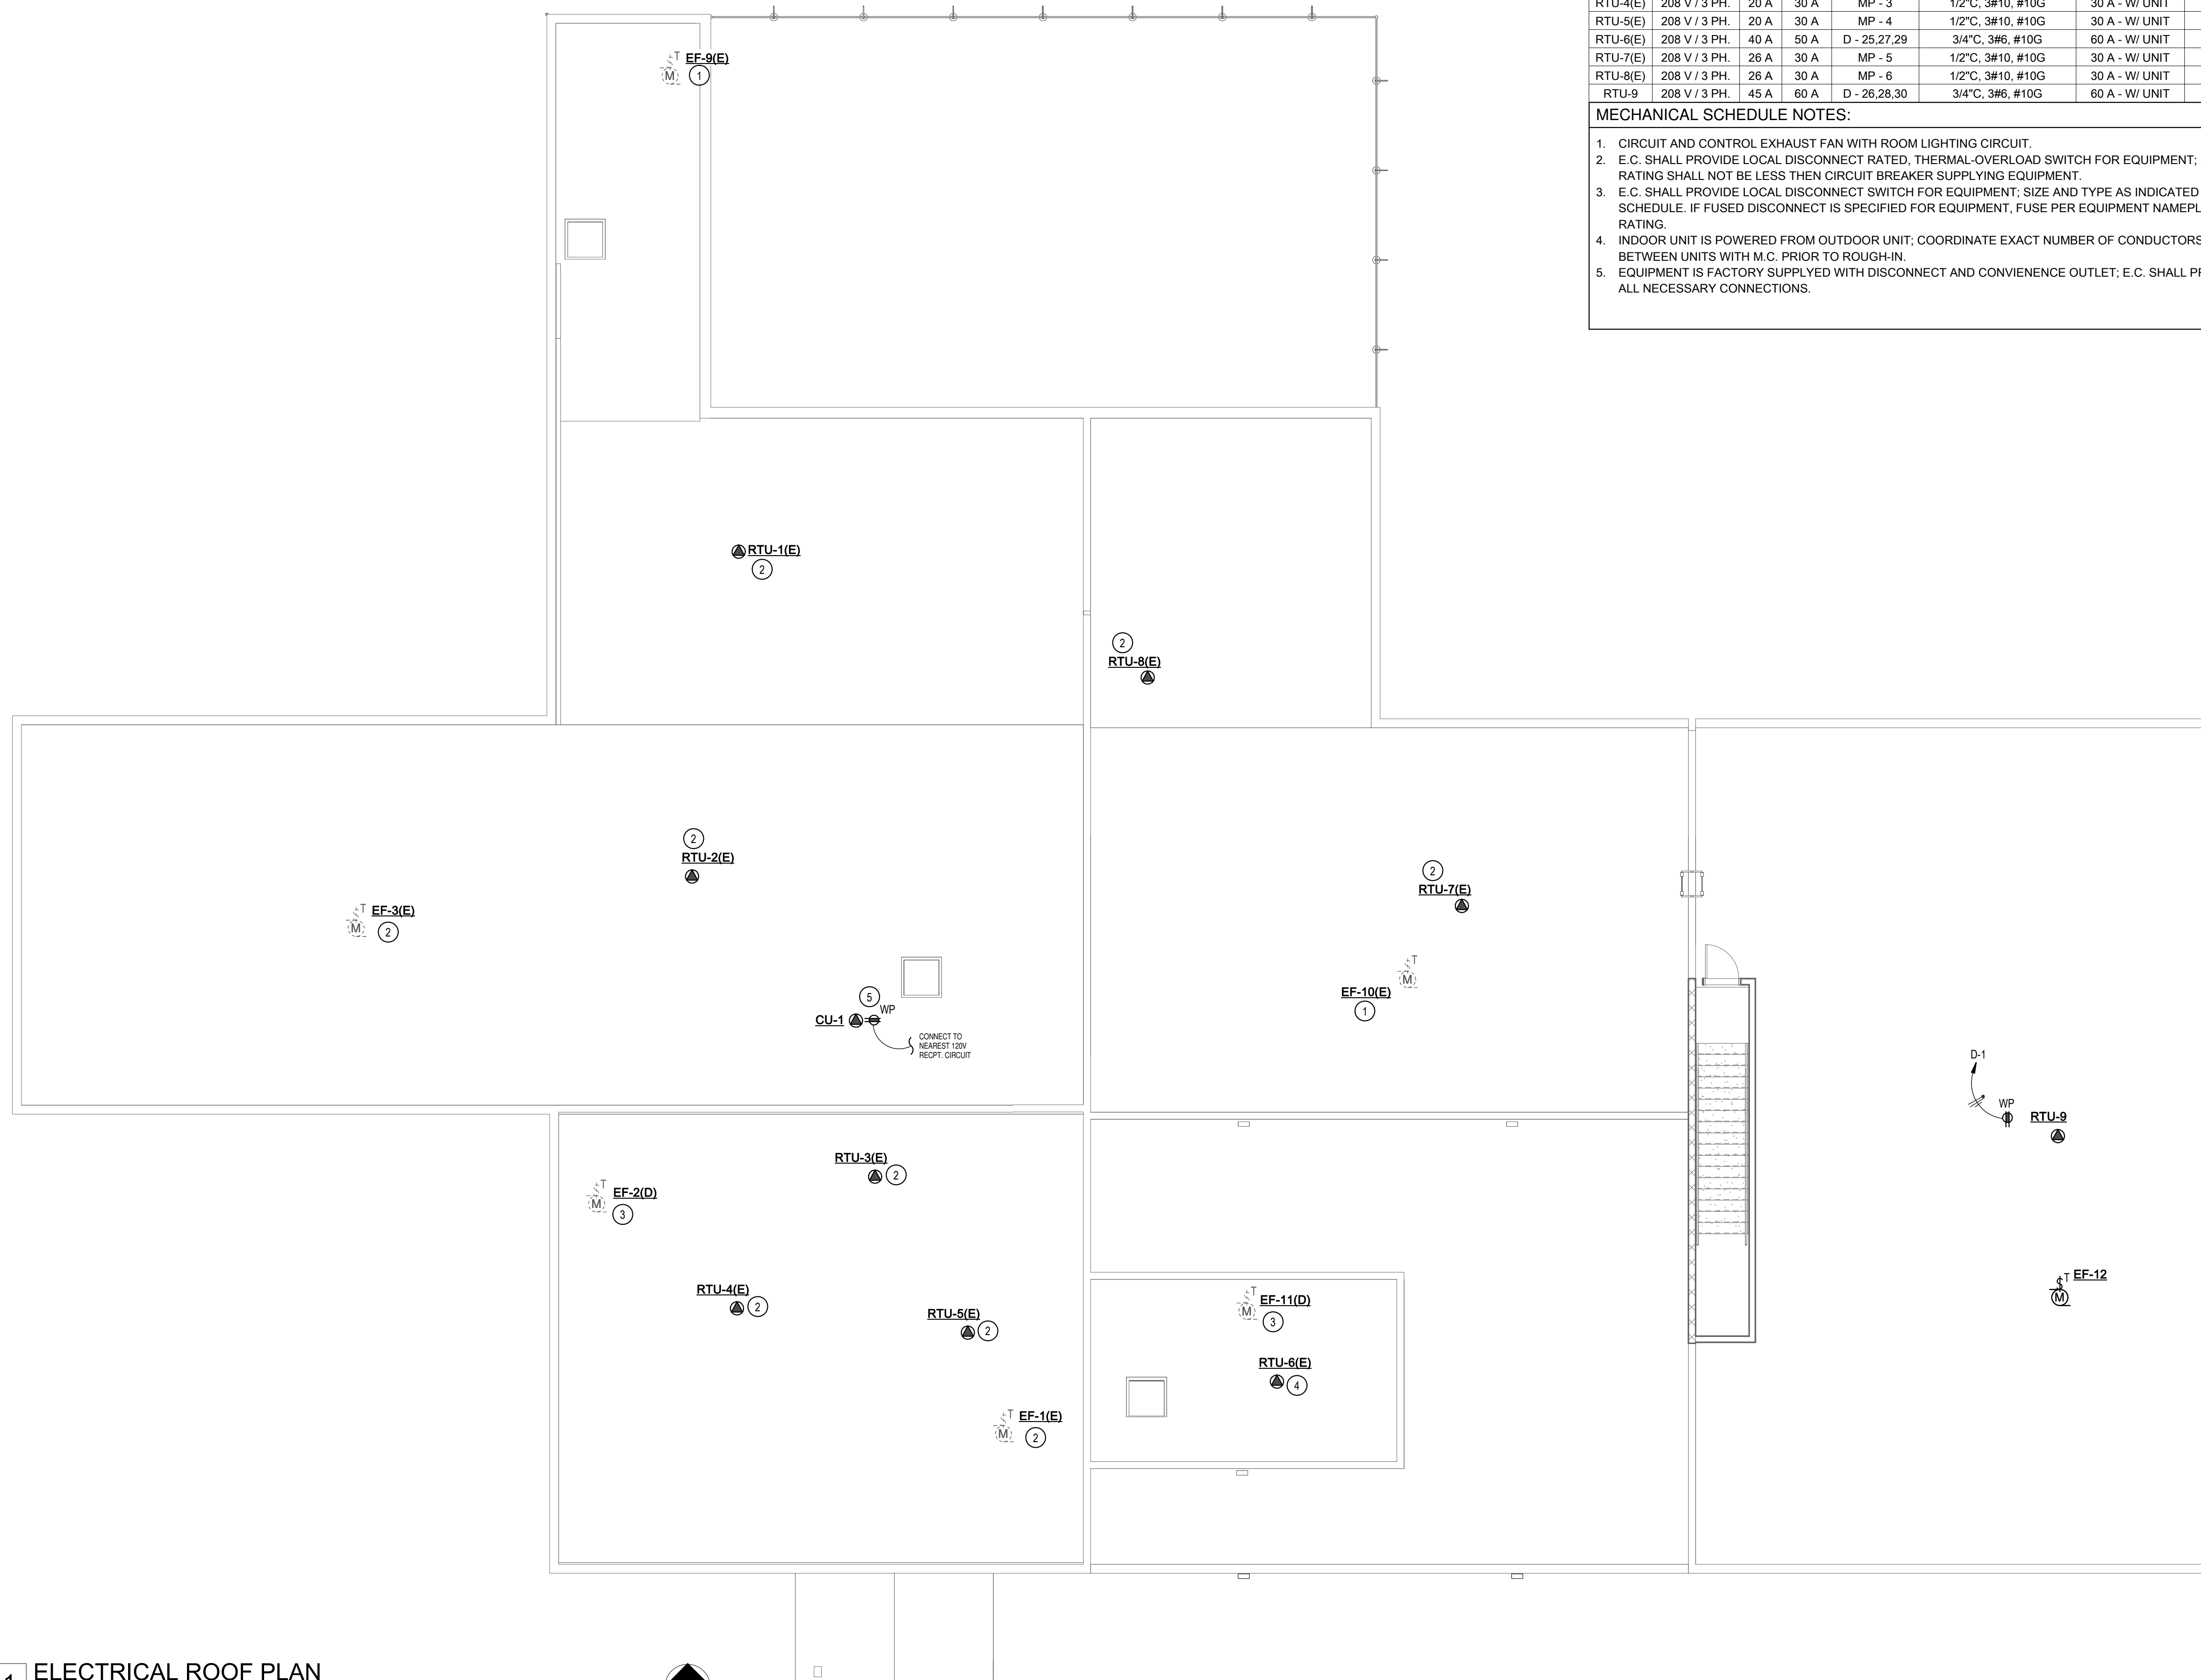 RTU-4(E) 208 V / 3 PH. 20 A 30 A MP - 3 1/2"C, 3#10, #10G 30 A - W/ UNIT
RTU-5(E) 208 V / 3 PH. 20 A 30 A MP - 4 1/2"C, 3#10, #10G 30 A - W/ UNIT
RTU-6(E) 208 V / 3 PH. 40 A 50 A D - 25,27,29 3/4"C, 3#6, #10G 60 A - W/ UNIT
RTU-7(E) 208 V / 3 PH. 26 A 30 A MP - 5 1/2"C, 3#10, #10G 30 A - W/ UNIT
RTU-8(E) 208 V / 3 PH. 26 A 30 A MP - 6 1/2"C, 3#10, #10G 30 A - W/ UNIT
RTU-9 208 V / 3 PH. 45 A 60 A D - 26,28,30 3/4"C, 3#6, #10G 60 A - W/ UNIT
MECHANICAL SCHEDULE NOTES:
1. CIRCUIT AND CONTROL EXHAUST FAN WITH ROOM LIGHTING CIRCUIT.
2. E.C. SHALL PROVIDE LOCAL DISCONNECT RATED, THERMAL-OVERLOAD SWITCH FOR EQUIPMENT;
RATING SHALL NOT BE LESS THEN CIRCUIT BREAKER SUPPLYING EQUIPMENT.
3. E.C. SHALL PROVIDE LOCAL DISCONNECT SWITCH FOR EQUIPMENT; SIZE AND TYPE AS INDICATED
SCHEDULE. IF FUSED DISCONNECT IS SPECIFIED FOR EQUIPMENT, FUSE PER EQUIPMENT NAMEPL
RATING.
4. INDOOR UNIT IS POWERED FROM OUTDOOR UNIT; COORDINATE EXACT NUMBER OF CONDUCTORS
BETWEEN UNITS WITH M.C. PRIOR TO ROUGH-IN.
5. EQUIPMENT IS FACTORY SUPPLYED WITH DISCONNECT AND CONVIENENCE OUTLET; E.C. SHALL PR
ALL NECESSARY CONNECTIONS.
$T EF-9(E)
M 1
RTU-1(E)
2
2
RTU-8(E)
2
RTU-2(E)
2
RTU-7(E)
$T EF-3(E)
M 2
$T
M
EF-10(E)
1
5
WP
CU-1
CONNECT TO
NEAREST 120V
RECPT. CIRCUIT
D-1
WP
RTU-9
RTU-3(E)
2
$T EF-2(D)
M 3
RTU-4(E)
2
RTU-5(E)
2
$T EF-11(D)
M 3
$T EF-12
M
RTU-6(E)
4
$T EF-1(E)
M 2
1 ELECTRICAL ROOF PLAN